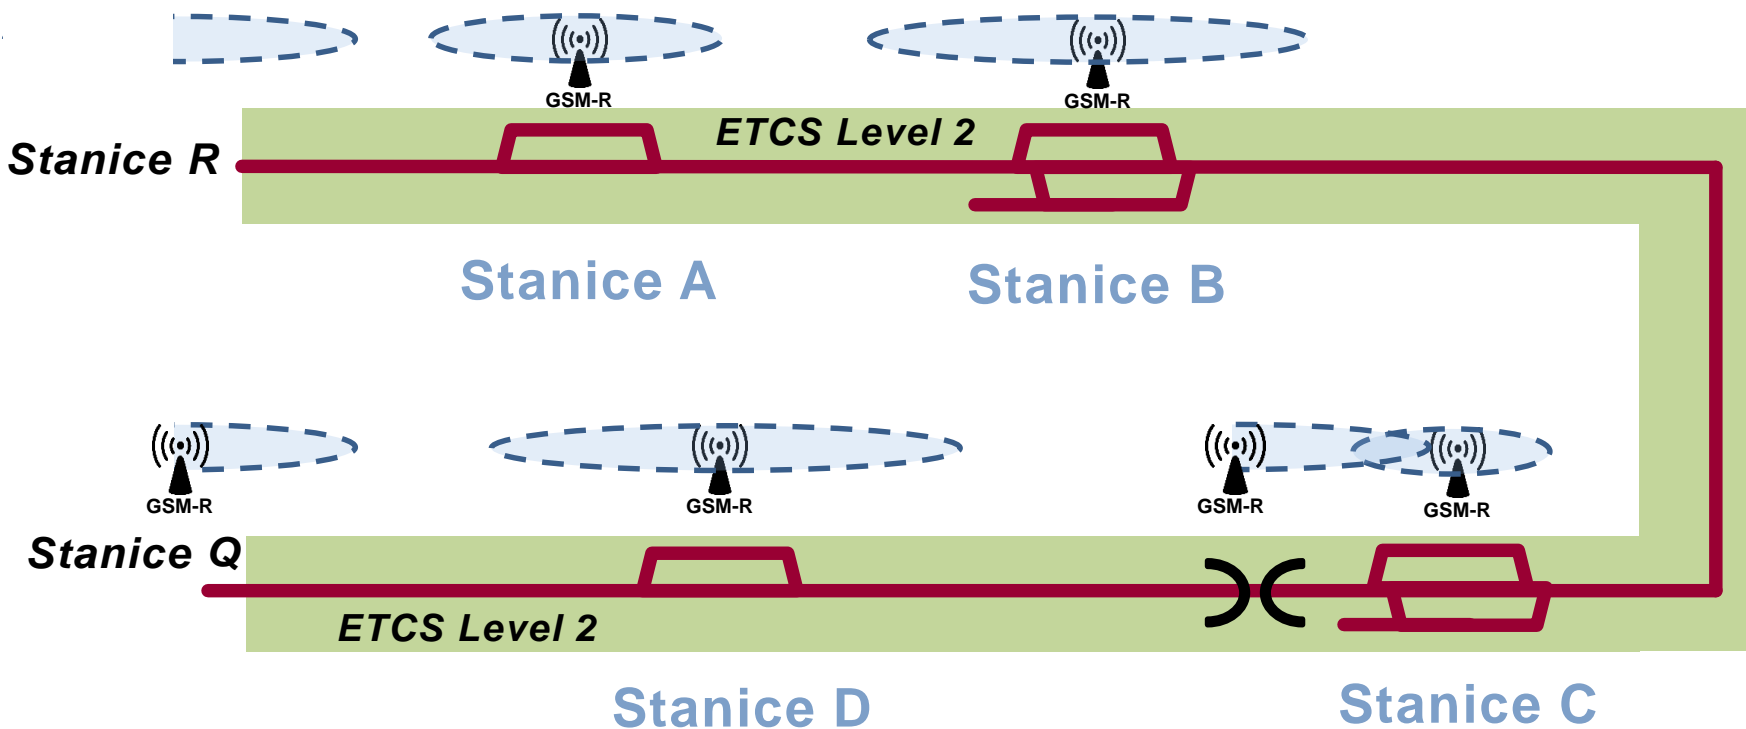 GSM-R
GSM-R
ETCS Level 2
Stanice R
Stanice A
Stanice B
GSM-R
GSM-R
GSM-R
GSM-R
Stanice Q
ETCS Level 2
Stanice D
Stanice C